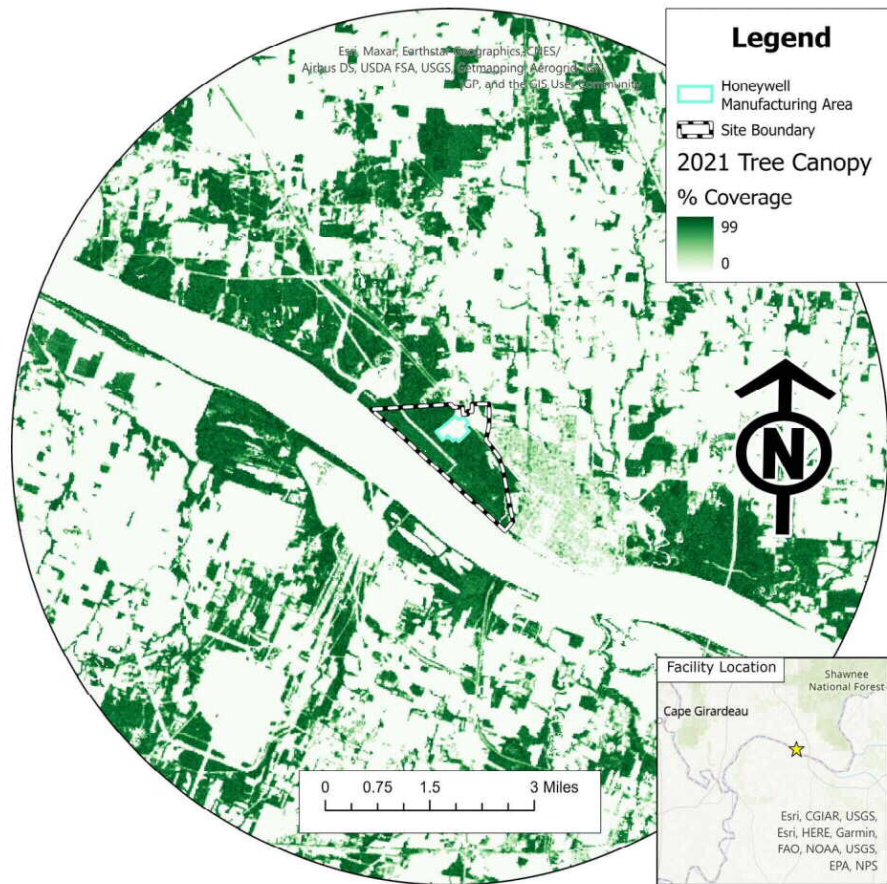 Esri, Maxar, Earthstar Geographics, CNES/
Airbus DS, USDA FSA, USGS, Getmapping, Aerogrid, IGN,
IGP, and the GIS User Community
Legend
Honeywell
Manufacturing Area
Site Boundary
2021 Tree Canopy
% Coverage
99
0
N
Facility Location
Shawnee
National Forest
Cape Girardeau
Esri, CGIAR, USGS,
Esri, HERE, Garmin,
FAO, NOAA, USGS,
EPA, NPS
0 0.75 1.5 3 Miles